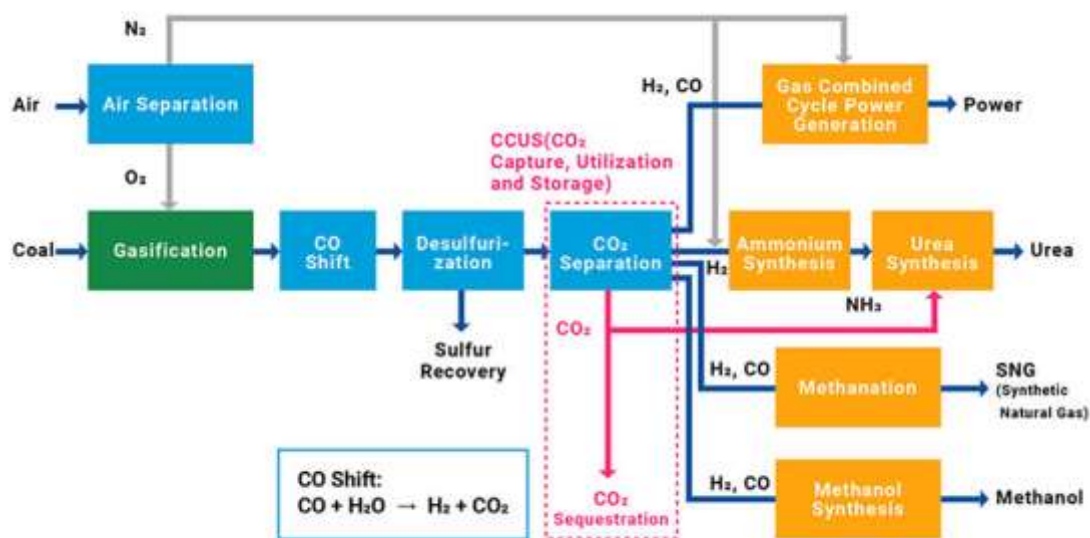 N₂
Air
Air Separation
O₂
Coal
Gasification
CO
Shift
Desulfuri-
zation
Sulfur
Recovery
CCUS(CO₂
Capture, Utilization
and Storage)
CO₂
Separation
CO₂
CO₂
Sequestration
H₂, CO
Gas Combined
Cycle Power
Generation
Power
H₂
Ammonium
Synthesis
NH₃
Urea
Synthesis
Urea
H₂, CO
Methanation
SNG
(Synthetic
Natural Gas)
H₂, CO
Methanol
Synthesis
Methanol
CO Shift:
CO + H₂O → H₂ + CO₂